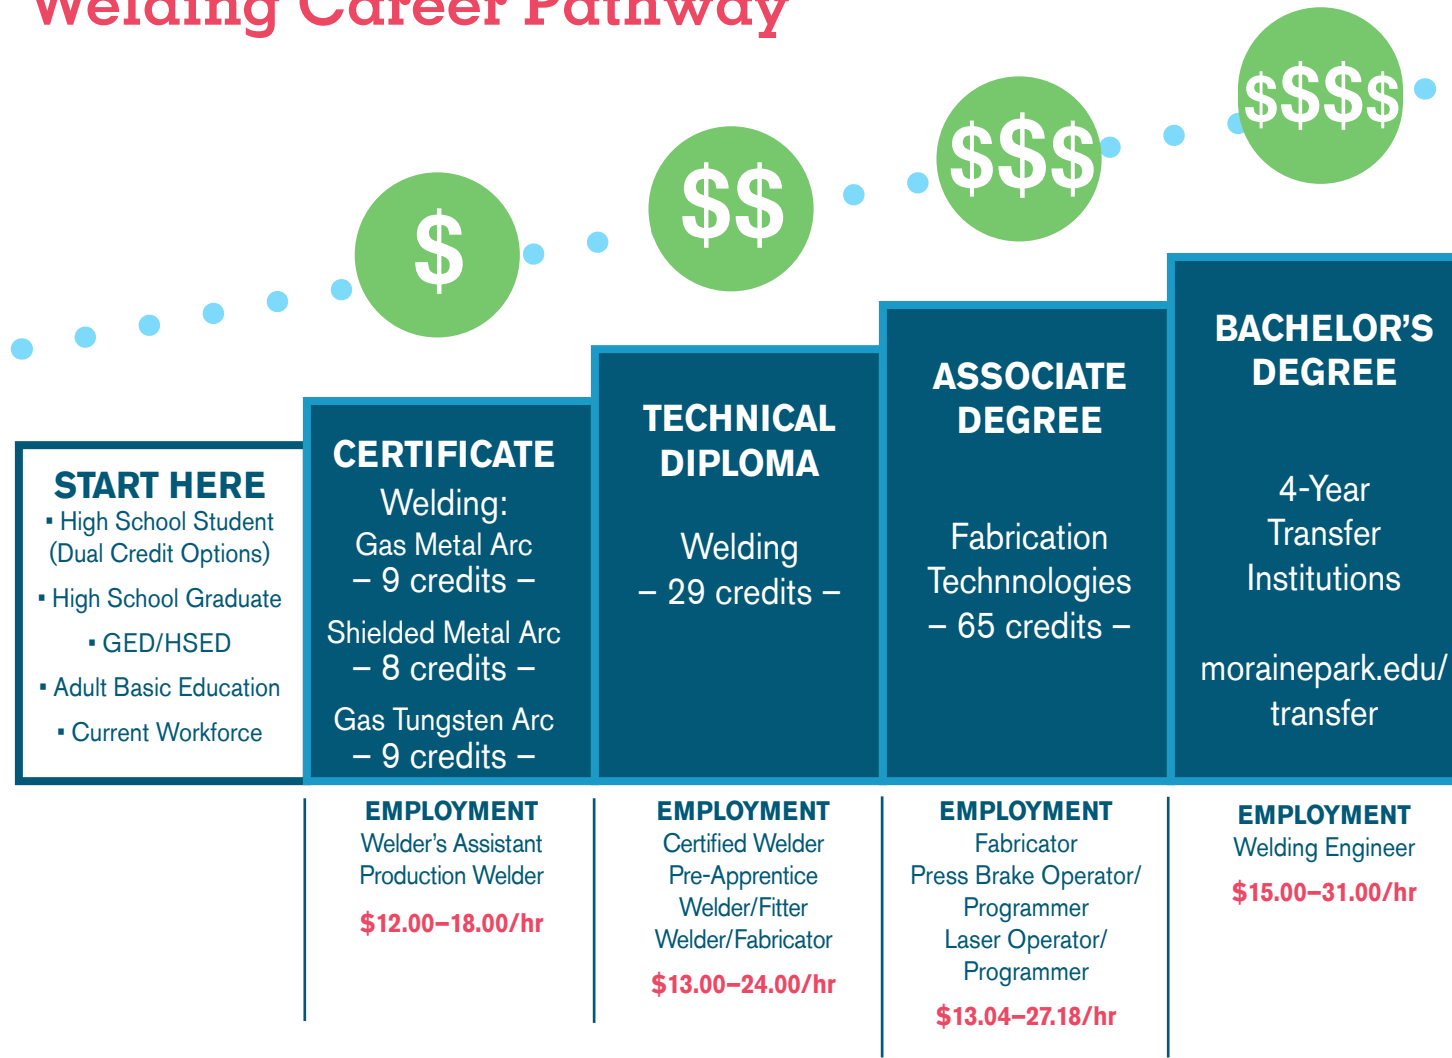 Welding Career Pathway
$
$$
$$$
$$$$
START HERE
▪ High School Student
(Dual Credit Options)
▪ High School Graduate
▪ GED/HSED
▪ Adult Basic Education
▪ Current Workforce
CERTIFICATE
Welding:
Gas Metal Arc
– 9 credits –
Shielded Metal Arc
– 8 credits –
Gas Tungsten Arc
– 9 credits –
TECHNICAL
DIPLOMA
Welding
– 29 credits –
ASSOCIATE
DEGREE
Fabrication
Technnologies
– 65 credits –
BACHELOR'S
DEGREE
4-Year
Transfer
Institutions
morainepark.edu/
transfer
EMPLOYMENT
Welder's Assistant
Production Welder
$12.00–18.00/hr
EMPLOYMENT
Certified Welder
Pre-Apprentice
Welder/Fitter
Welder/Fabricator
$13.00–24.00/hr
EMPLOYMENT
Fabricator
Press Brake Operator/
Programmer
Laser Operator/
Programmer
$13.04–27.18/hr
EMPLOYMENT
Welding Engineer
$15.00–31.00/hr